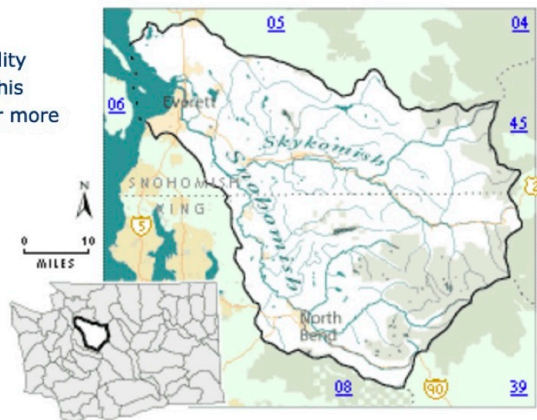 lity
his
r more
05
04
06
Everett
45
Skykomish
Snohomish
2
N
SNOHOMISH
KING
5
0 10
MILES
North
Bend
08
90
39